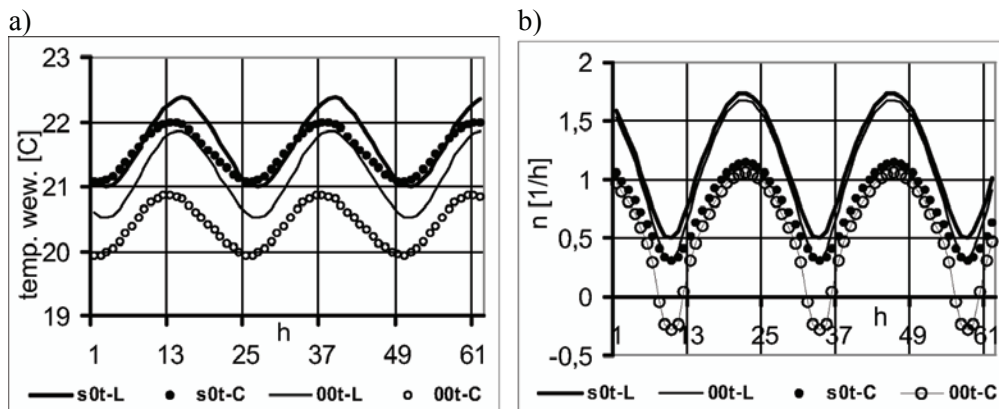 a)
b)
23
22
21
20
19
temp. wew. [C]
h
1 13 25 37 49 61
s0t-L s0t-C 00t-L 00t-C
2
1,5
1
0,5
0
-0,5
n [1/h]
h
1 13 25 37 49 61
s0t-L 00t-L s0t-C 00t-C